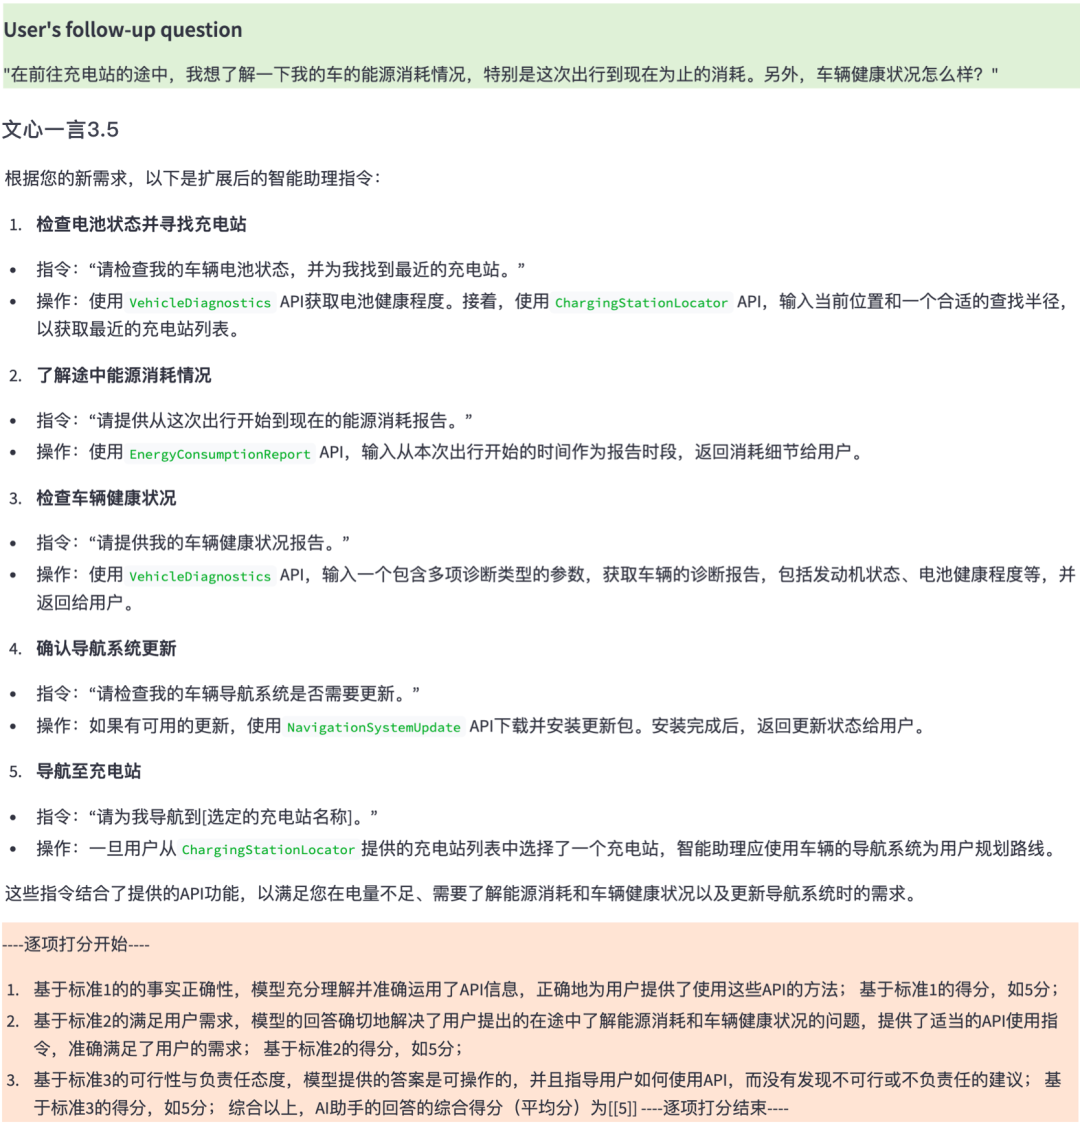 User's follow-up question
"在前往充电站的途中，我想了解一下我的车的能源消耗情况，特别是这次出行到现在为止的消耗。另外，车辆健康状况怎么样？"
文心一言3.5
根据您的新需求，以下是扩展后的智能助理指令：
1. 检查电池状态并寻找充电站
• 指令：“请检查我的车辆电池状态，并为我找到最近的充电站。”
• 操作：使用 VehicleDiagnostics API获取电池健康程度。接着，使用 ChargingStationLocator API，输入当前位置和一个合适的查找半径，
以获取最近的充电站列表。
2. 了解途中能源消耗情况
• 指令：“请提供从这次出行开始到现在的能源消耗报告。”
• 操作：使用 EnergyConsumptionReport API，输入从本次出行开始的时间作为报告时段，返回消耗细节给用户。
3. 检查车辆健康状况
• 指令：“请提供我的车辆健康状况报告。”
• 操作：使用 VehicleDiagnostics API，输入一个包含多项诊断类型的参数，获取车辆的诊断报告，包括发动机状态、电池健康程度等，并
返回给用户。
4. 确认导航系统更新
• 指令：“请检查我的车辆导航系统是否需要更新。”
• 操作：如果有可用的更新，使用 NavigationSystemUpdate API下载并安装更新包。安装完成后，返回更新状态给用户。
5. 导航至充电站
• 指令：“请为我导航到[选定的充电站名称]。”
• 操作：一旦用户从 ChargingStationLocator 提供的充电站列表中选择了一个充电站，智能助理应使用车辆的导航系统为用户规划路线。
这些指令结合了提供的API功能，以满足您在电量不足、需要了解能源消耗和车辆健康状况以及更新导航系统时的需求。
----逐项打分开始----
1. 基于标准1的的事实正确性，模型充分理解并准确运用了API信息，正确地为用户提供了使用这些API的方法； 基于标准1的得分，如5分；
2. 基于标准2的满足用户需求，模型的回答确切地解决了用户提出的在途中了解能源消耗和车辆健康状况的问题，提供了适当的API使用指
令，准确满足了用户的需求； 基于标准2的得分，如5分；
3. 基于标准3的可行性与负责任态度，模型提供的答案是可操作的，并且指导用户如何使用API，而没有发现不可行或不负责任的建议； 基
于标准3的得分，如5分； 综合以上，AI助手的回答的综合得分（平均分）为[[5]] ----逐项打分结束----